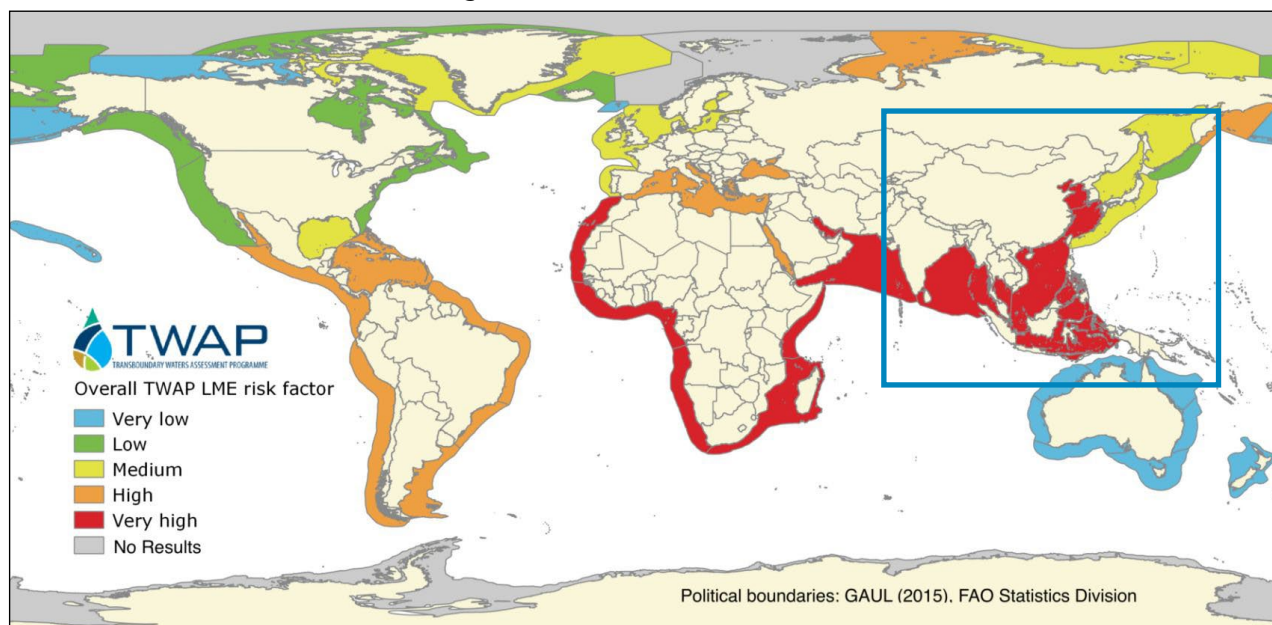 TWAP
TRANSBOUNDARY WATERS ASSESSMENT PROGRAMME
Overall TWAP LME risk factor
Very low
Low
Medium
High
Very high
No Results
Political boundaries: GAUL (2015). FAO Statistics Division